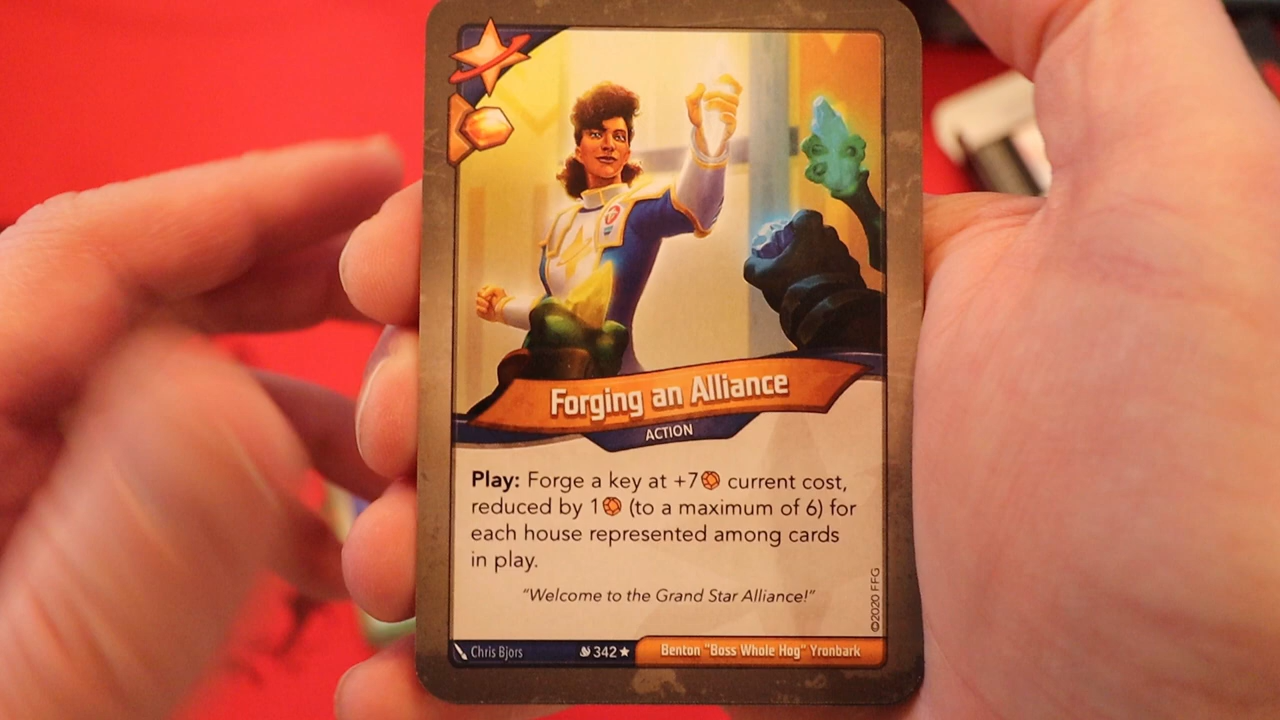 Forging an Alliance
ACTION
Play: Forge a key at +7 current cost,
reduced by 1 (to a maximum of 6) for
each house represented among cards
in play.
"Welcome to the Grand Star Alliance!"
©2020 FFG
Chris Bjors
342★
Benton "Boss Whole Hog" Yronbark